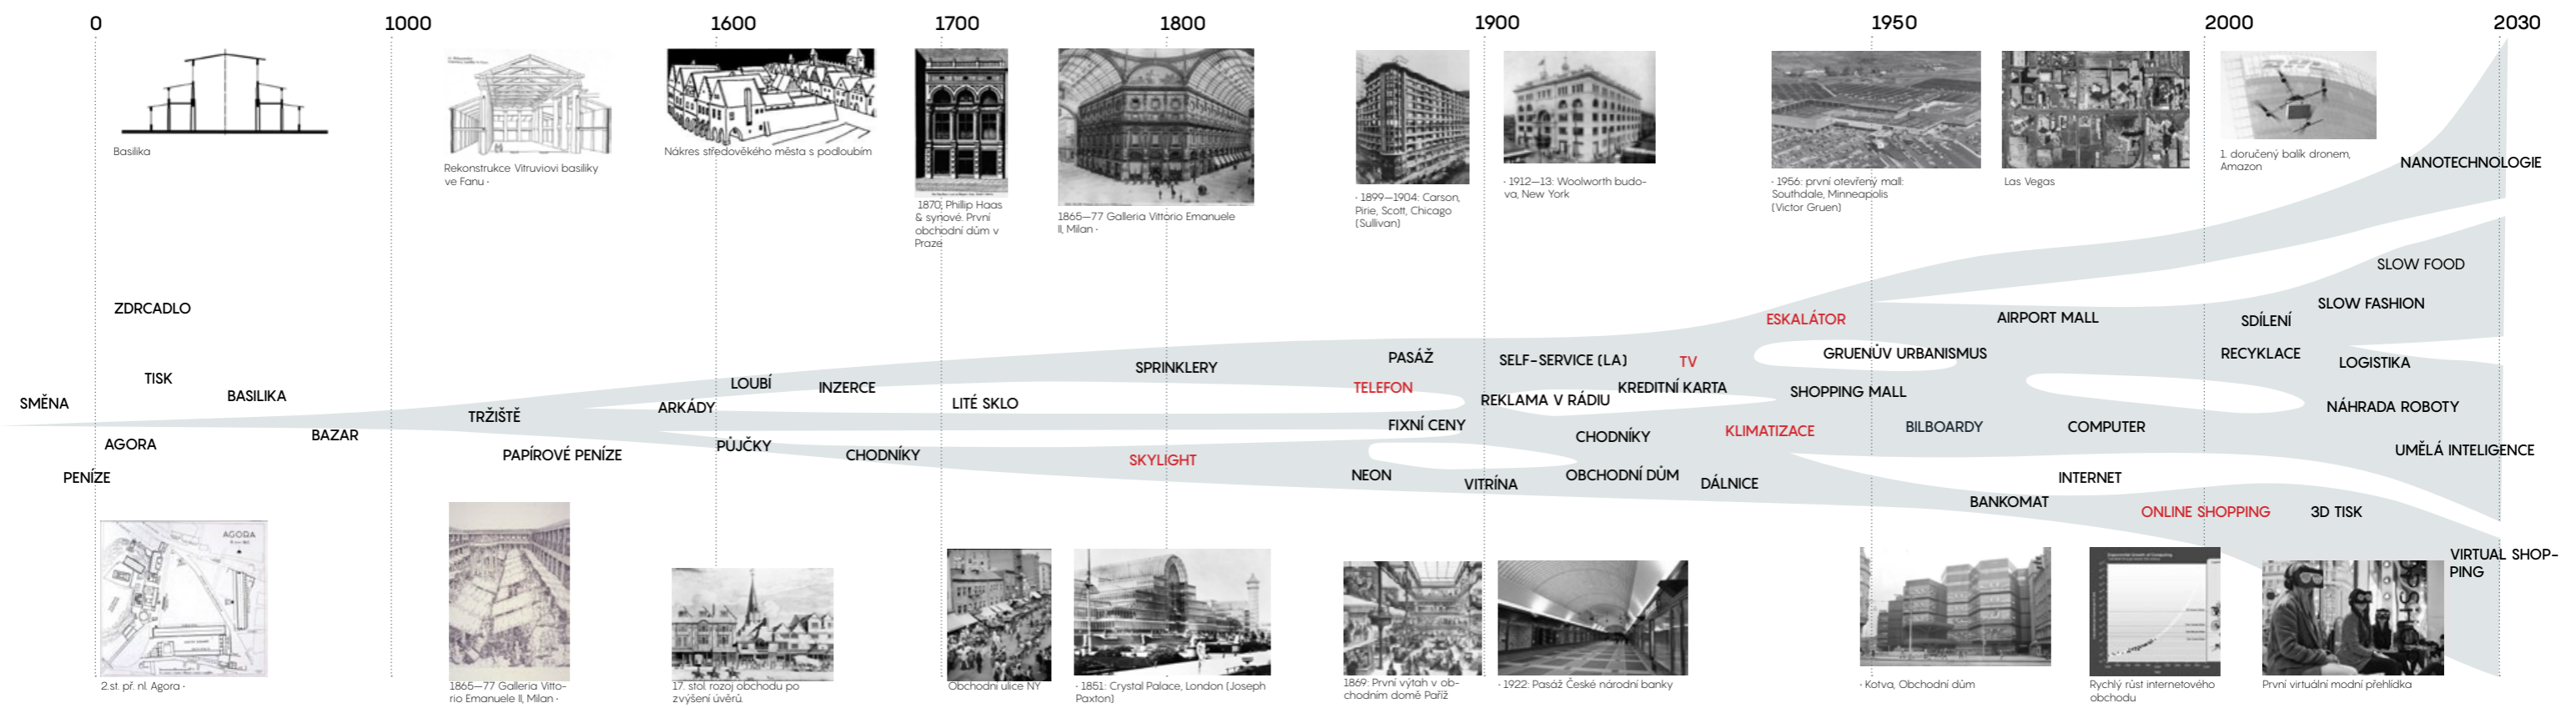 0
1000
1600
1700
1800
1900
1950
2000
2030
Basilika
Rekonstrukce Vitruviovi basiliky
ve Fanu ·
Nákres středověkého města s podloubím
1870, Phillip Haas
& synové. První
obchodní dům v
Praze
1865—77 Galleria Vittorio Emanuele
II, Milan ·
· 1899—1904: Carson,
Pirie, Scott, Chicago
(Sullivan)
· 1912—13: Woolworth budo-
va, New York
· 1956: první otevřený mall:
Southdale, Minneapolis
(Victor Gruen)
Las Vegas
1. doručený balík dronem,
Amazon
NANOTECHNOLOGIE
SLOW FOOD
SLOW FASHION
ZDRCADLO
ESKALÁTOR
AIRPORT MALL
SDÍLENÍ
GRUENŮV URBANISMUS
RECYKLACE
LOGISTIKA
PASÁŽ
SELF-SERVICE (LA)
TV
SPRINKLERY
TISK
LOUBÍ
INZERCE
TELEFON
KREDITNÍ KARTA
SHOPPING MALL
BASILIKA
SMĚNA
ARKÁDY
LITÉ SKLO
REKLAMA V RÁDIU
NÁHRADA ROBOTY
TRŽIŠTĚ
FIXNÍ CENY
KLIMATIZACE
BILBOARDY
COMPUTER
BAZAR
CHODNÍKY
AGORA
PŮJČKY
UMĚLÁ INTELIGENCE
PAPÍROVÉ PENÍZE
CHODNÍKY
SKYLIGHT
PENÍZE
NEON
VITRÍNA
OBCHODNÍ DŮM
DÁLNICE
INTERNET
BANKOMAT
ONLINE SHOPPING
3D TISK
VIRTUAL SHOP-
PING
AGORA
2.st. př. nl. Agora ·
1865—77 Galleria Vitto-
rio Emanuele II, Milan ·
17. stol. rozoj obchodu po
zvýšení úvěrů.
Obchodní ulice NY
· 1851: Crystal Palace, London (Joseph
Paxton)
1869: První výtah v ob-
chodním domě Paříž
· 1922: Pasáž České národní banky
· Kotva, Obchodní dům
Exponential Growth of Computing
Rychlý růst internetového
obchodu
První virtuální modní přehlídka